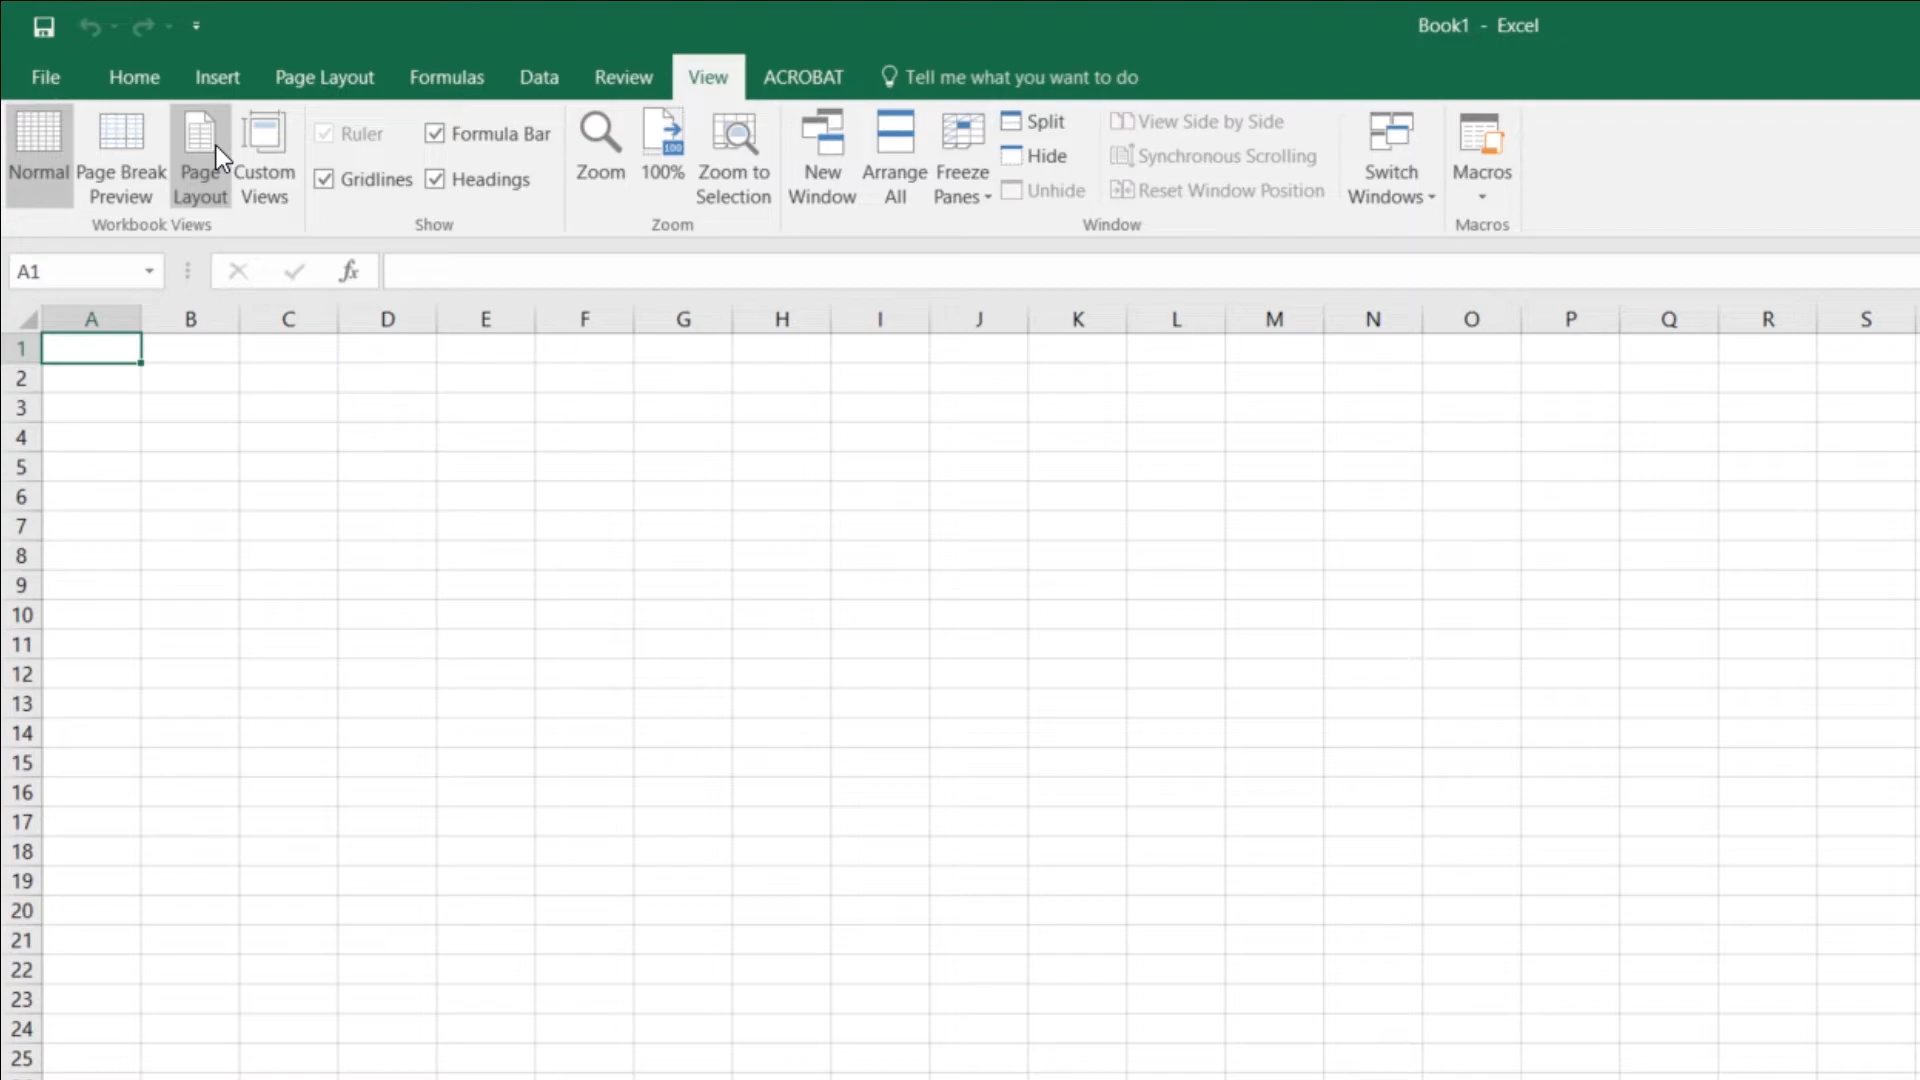 Book1 - Excel
File Home Insert Page Layout Formulas Data Review View ACROBAT Tell me what you want to do
Normal
Page Break Preview
Page Layout
Custom Views
Workbook Views
Ruler
Formula Bar
Gridlines
Headings
Show
Zoom
100
100%
Zoom to Selection
Zoom
New Window
Arrange All
Freeze Panes
Split
Hide
Unhide
View Side by Side
Synchronous Scrolling
Reset Window Position
Window
Switch Windows
Macros
Macros
A1
fx
A B C D E F G H I J K L M N O P Q R S
1
2
3
4
5
6
7
8
9
10
11
12
13
14
15
16
17
18
19
20
21
22
23
24
25